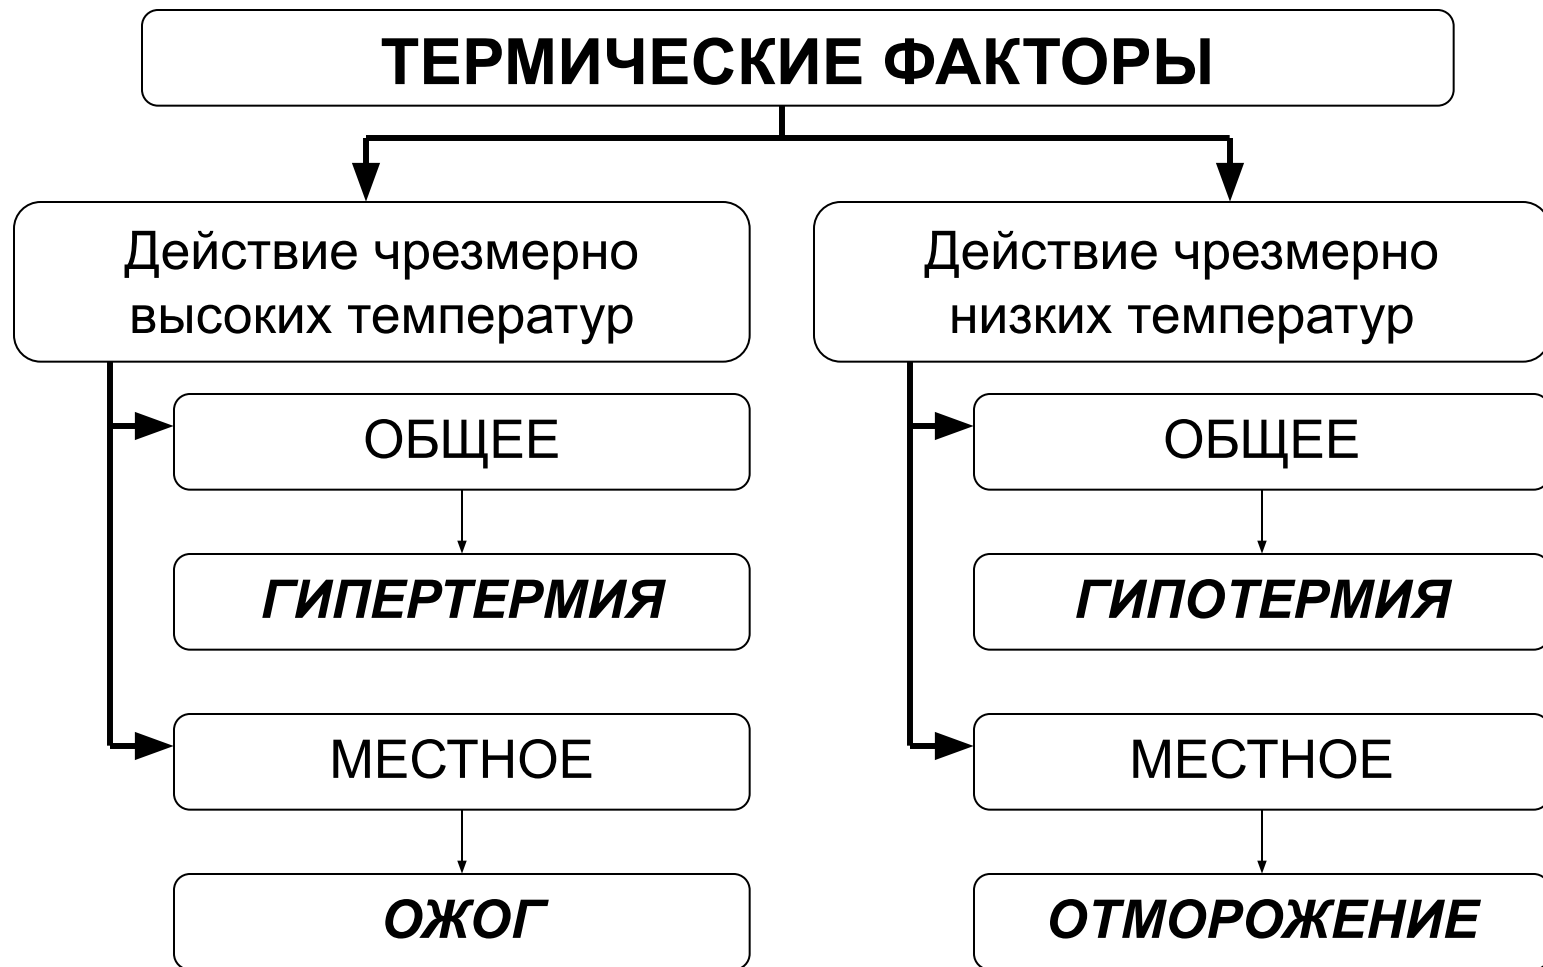 ТЕРМИЧЕСКИЕ ФАКТОРЫ
Действие чрезмерно
высоких температур
ОБЩЕЕ
ГИПЕРТЕРМИЯ
МЕСТНОЕ
ОЖОГ
Действие чрезмерно
низких температур
ОБЩЕЕ
ГИПОТЕРМИЯ
МЕСТНОЕ
ОТМОРОЖЕНИЕ